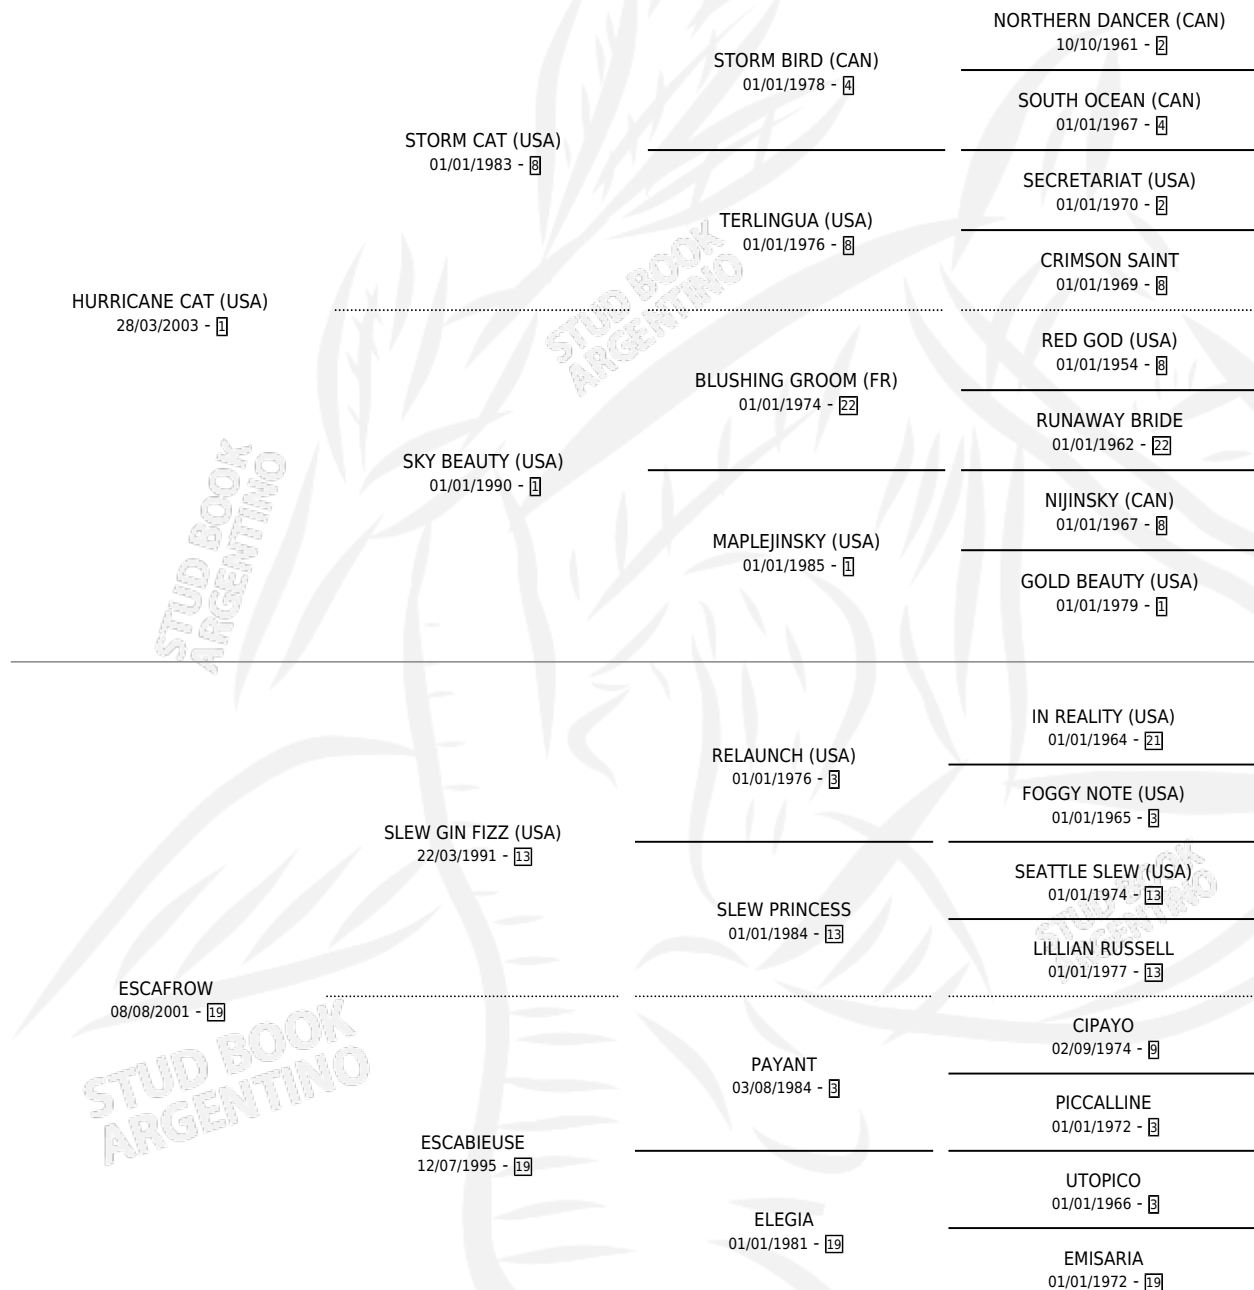 NORTHERN DANCER (CAN)
10/10/1961 - 2
STORM BIRD (CAN)
01/01/1978 - 4
SOUTH OCEAN (CAN)
01/01/1967 - 4
STORM CAT (USA)
01/01/1983 - 8
SECRETARIAT (USA)
01/01/1970 - 2
TERLINGUA (USA)
01/01/1976 - 8
CRIMSON SAINT
01/01/1969 - 8
HURRICANE CAT (USA)
28/03/2003 - 1
RED GOD (USA)
01/01/1954 - 8
BLUSHING GROOM (FR)
01/01/1974 - 22
RUNAWAY BRIDE
01/01/1962 - 22
SKY BEAUTY (USA)
01/01/1990 - 1
NIJINSKY (CAN)
01/01/1967 - 8
MAPLEJINSKY (USA)
01/01/1985 - 1
GOLD BEAUTY (USA)
01/01/1979 - 1
IN REALITY (USA)
01/01/1964 - 21
RELAUNCH (USA)
01/01/1976 - 3
FOGGY NOTE (USA)
01/01/1965 - 3
SLEW GIN FIZZ (USA)
22/03/1991 - 13
SEATTLE SLEW (USA)
01/01/1974 - 13
SLEW PRINCESS
01/01/1984 - 13
LILLIAN RUSSELL
01/01/1977 - 13
ESCAFROW
08/08/2001 - 19
CIPAYO
02/09/1974 - 9
PAYANT
03/08/1984 - 3
PICCALLINE
01/01/1972 - 3
ESCABIEUSE
12/07/1995 - 19
UTOPICO
01/01/1966 - 3
ELEGIA
01/01/1981 - 19
EMISARIA
01/01/1972 - 19
STUD BOOK
ARGENTINO
STUD BOOK
ARGENTINO
STUD BOOK
ARGENTINO
STUD BOOK
ARGENTINO